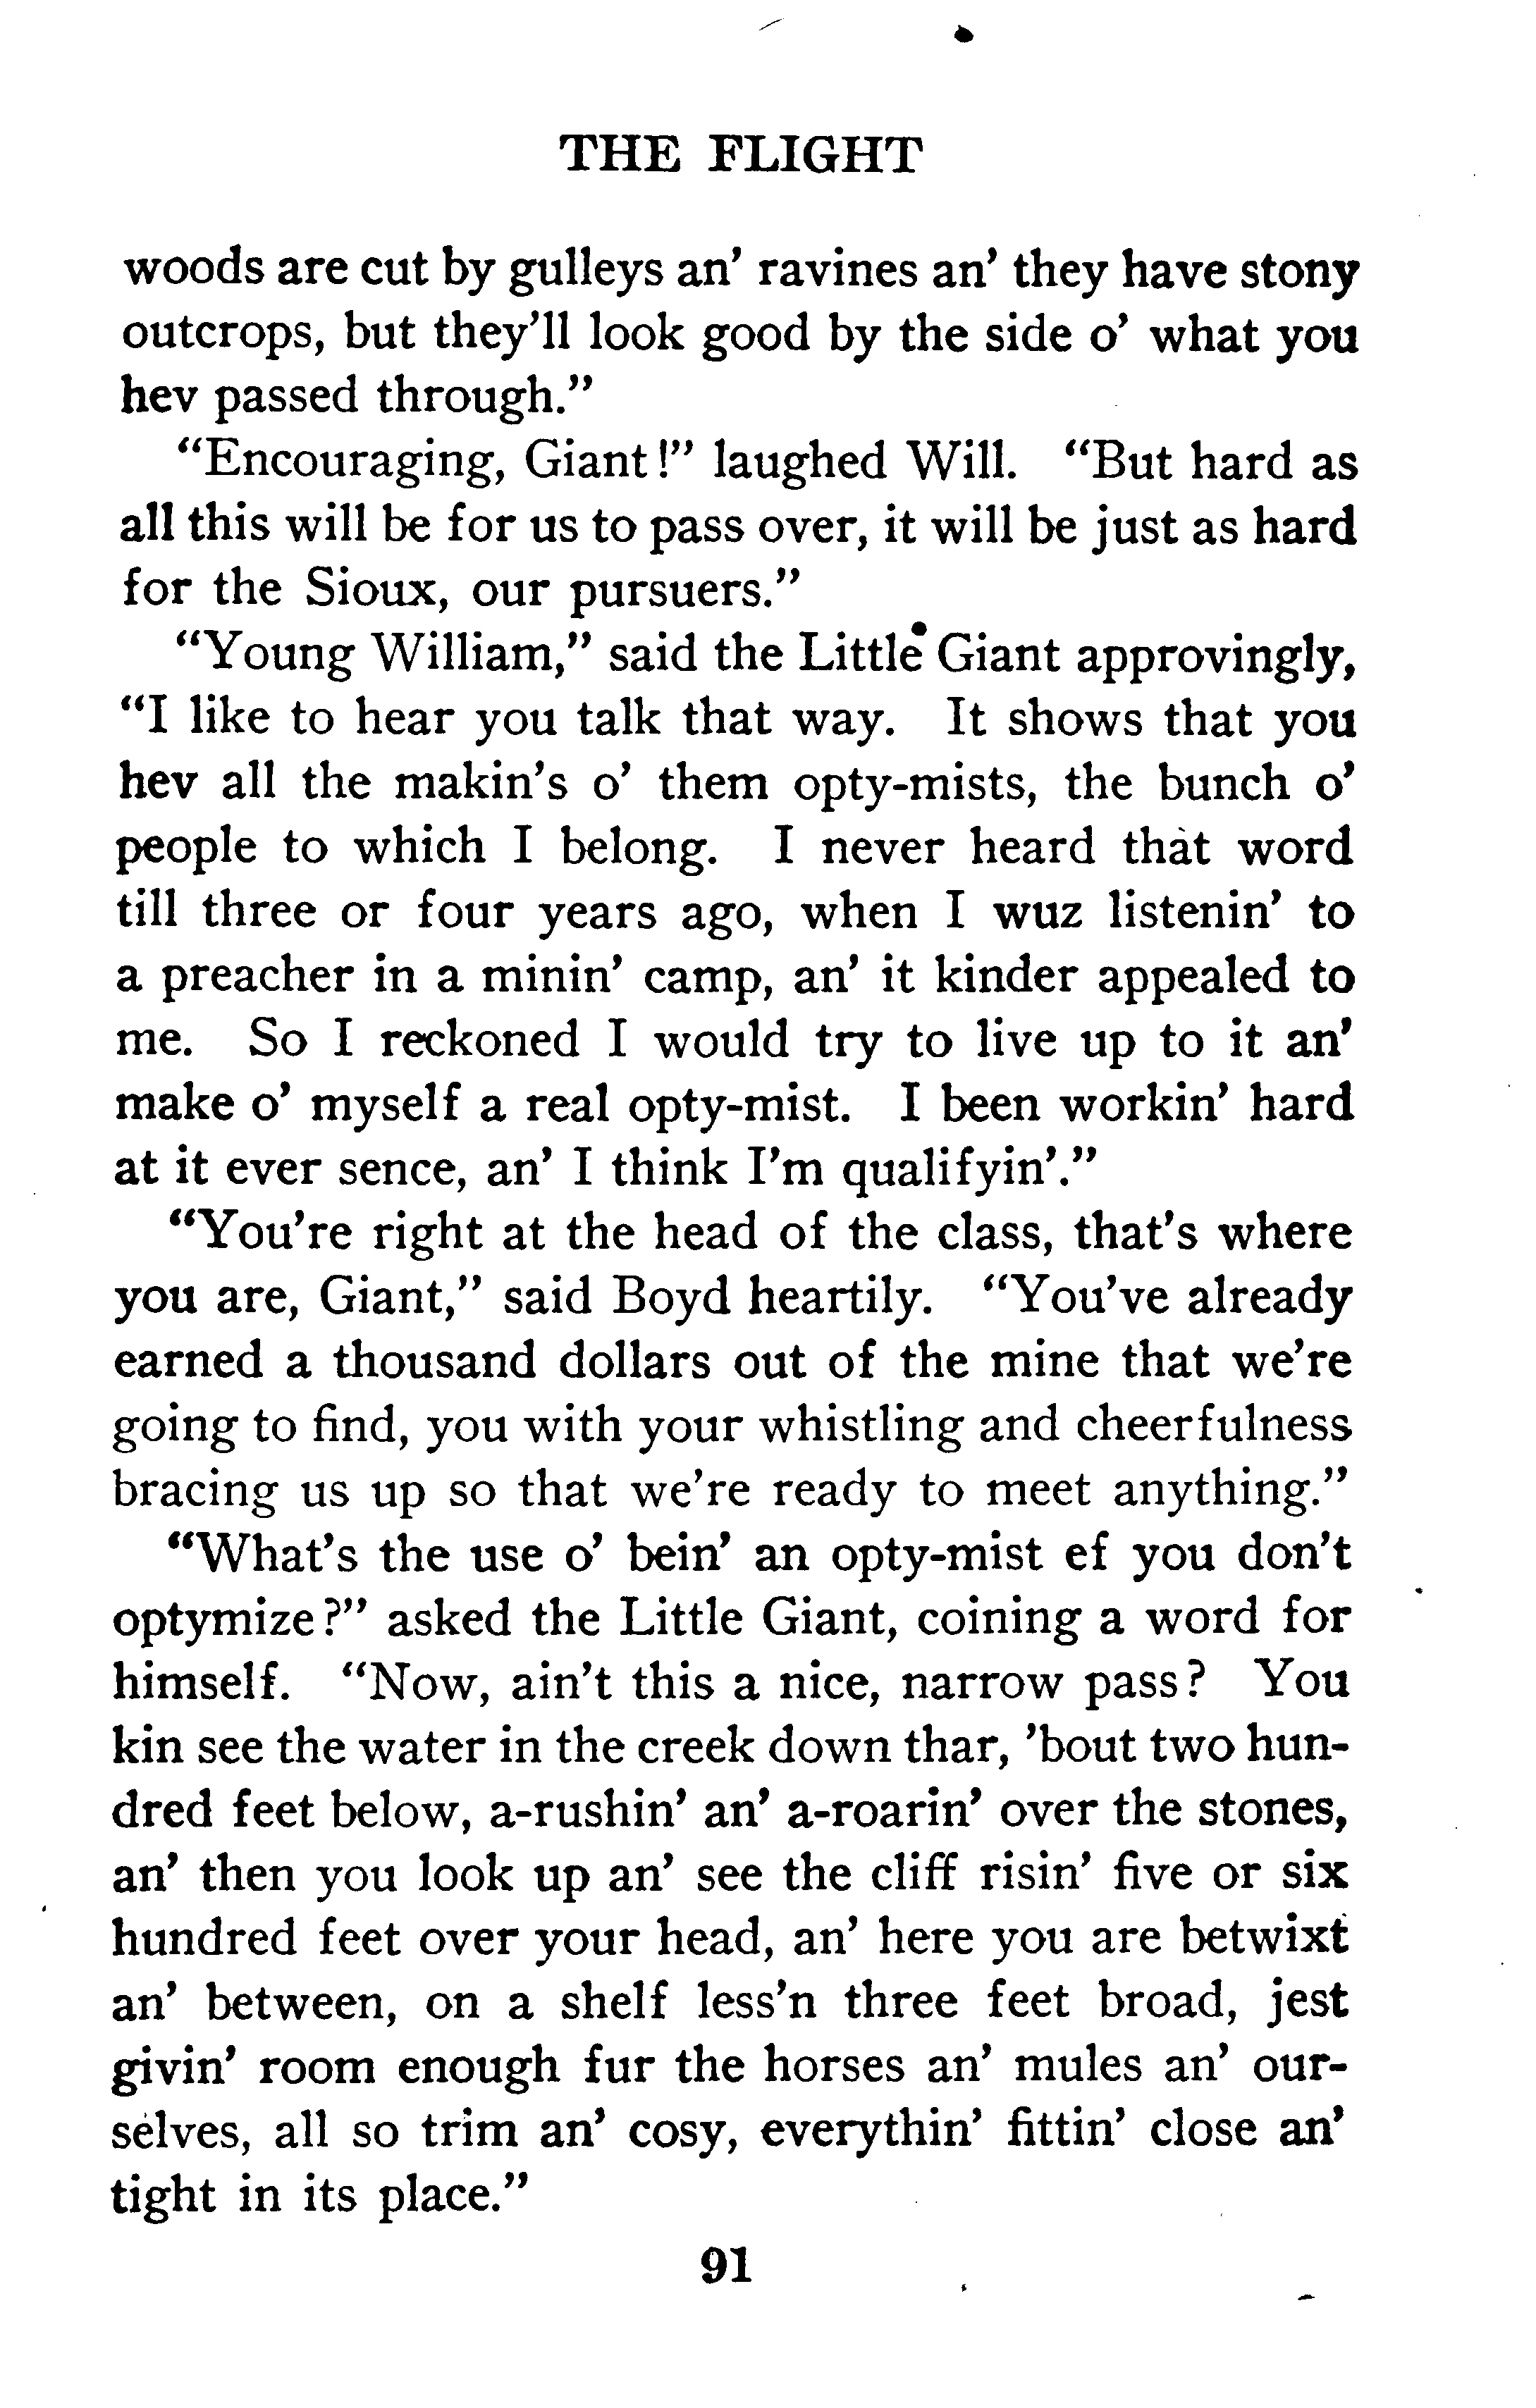 THE FLIGHT
woods are cut by gulleys an' ravines an' they have stony
outcrops, but they'll look good by the side o' what you
hev passed through."
"Encouraging, Giant!" laughed Will. "But hard as
all this will be for us to pass over, it will be just as hard
for the Sioux, our pursuers."
"Young William," said the Little Giant approvingly,
"I like to hear you talk that way. It shows that you
hev all the makin's o' them opty-mists, the bunch o'
people to which I belong. I never heard that word
till three or four years ago, when I wuz listenin' to
a preacher in a minin' camp, an' it kinder appealed to
me. So I reckoned I would try to live up to it an'
make o' myself a real opty-mist. I been workin' hard
at it ever sence, an' I think I'm qualifyin'."
"You're right at the head of the class, that's where
you are, Giant," said Boyd heartily. "You've already
earned a thousand dollars out of the mine that we're
going to find, you with your whistling and cheerfulness
bracing us up so that we're ready to meet anything."
"What's the use o' bein' an opty-mist ef you don't
optymize?" asked the Little Giant, coining a word for
himself. "Now, ain't this a nice, narrow pass? You
kin see the water in the creek down thar, 'bout two hun-
dred feet below, a-rushin' an' a-roarin' over the stones,
an' then you look up an' see the cliff risin' five or six
hundred feet over your head, an' here you are betwixt
an' between, on a shelf less'n three feet broad, jest
givin' room enough fur the horses an' mules an' our-
selves, all so trim an' cosy, everythin' fittin' close an'
tight in its place."
91